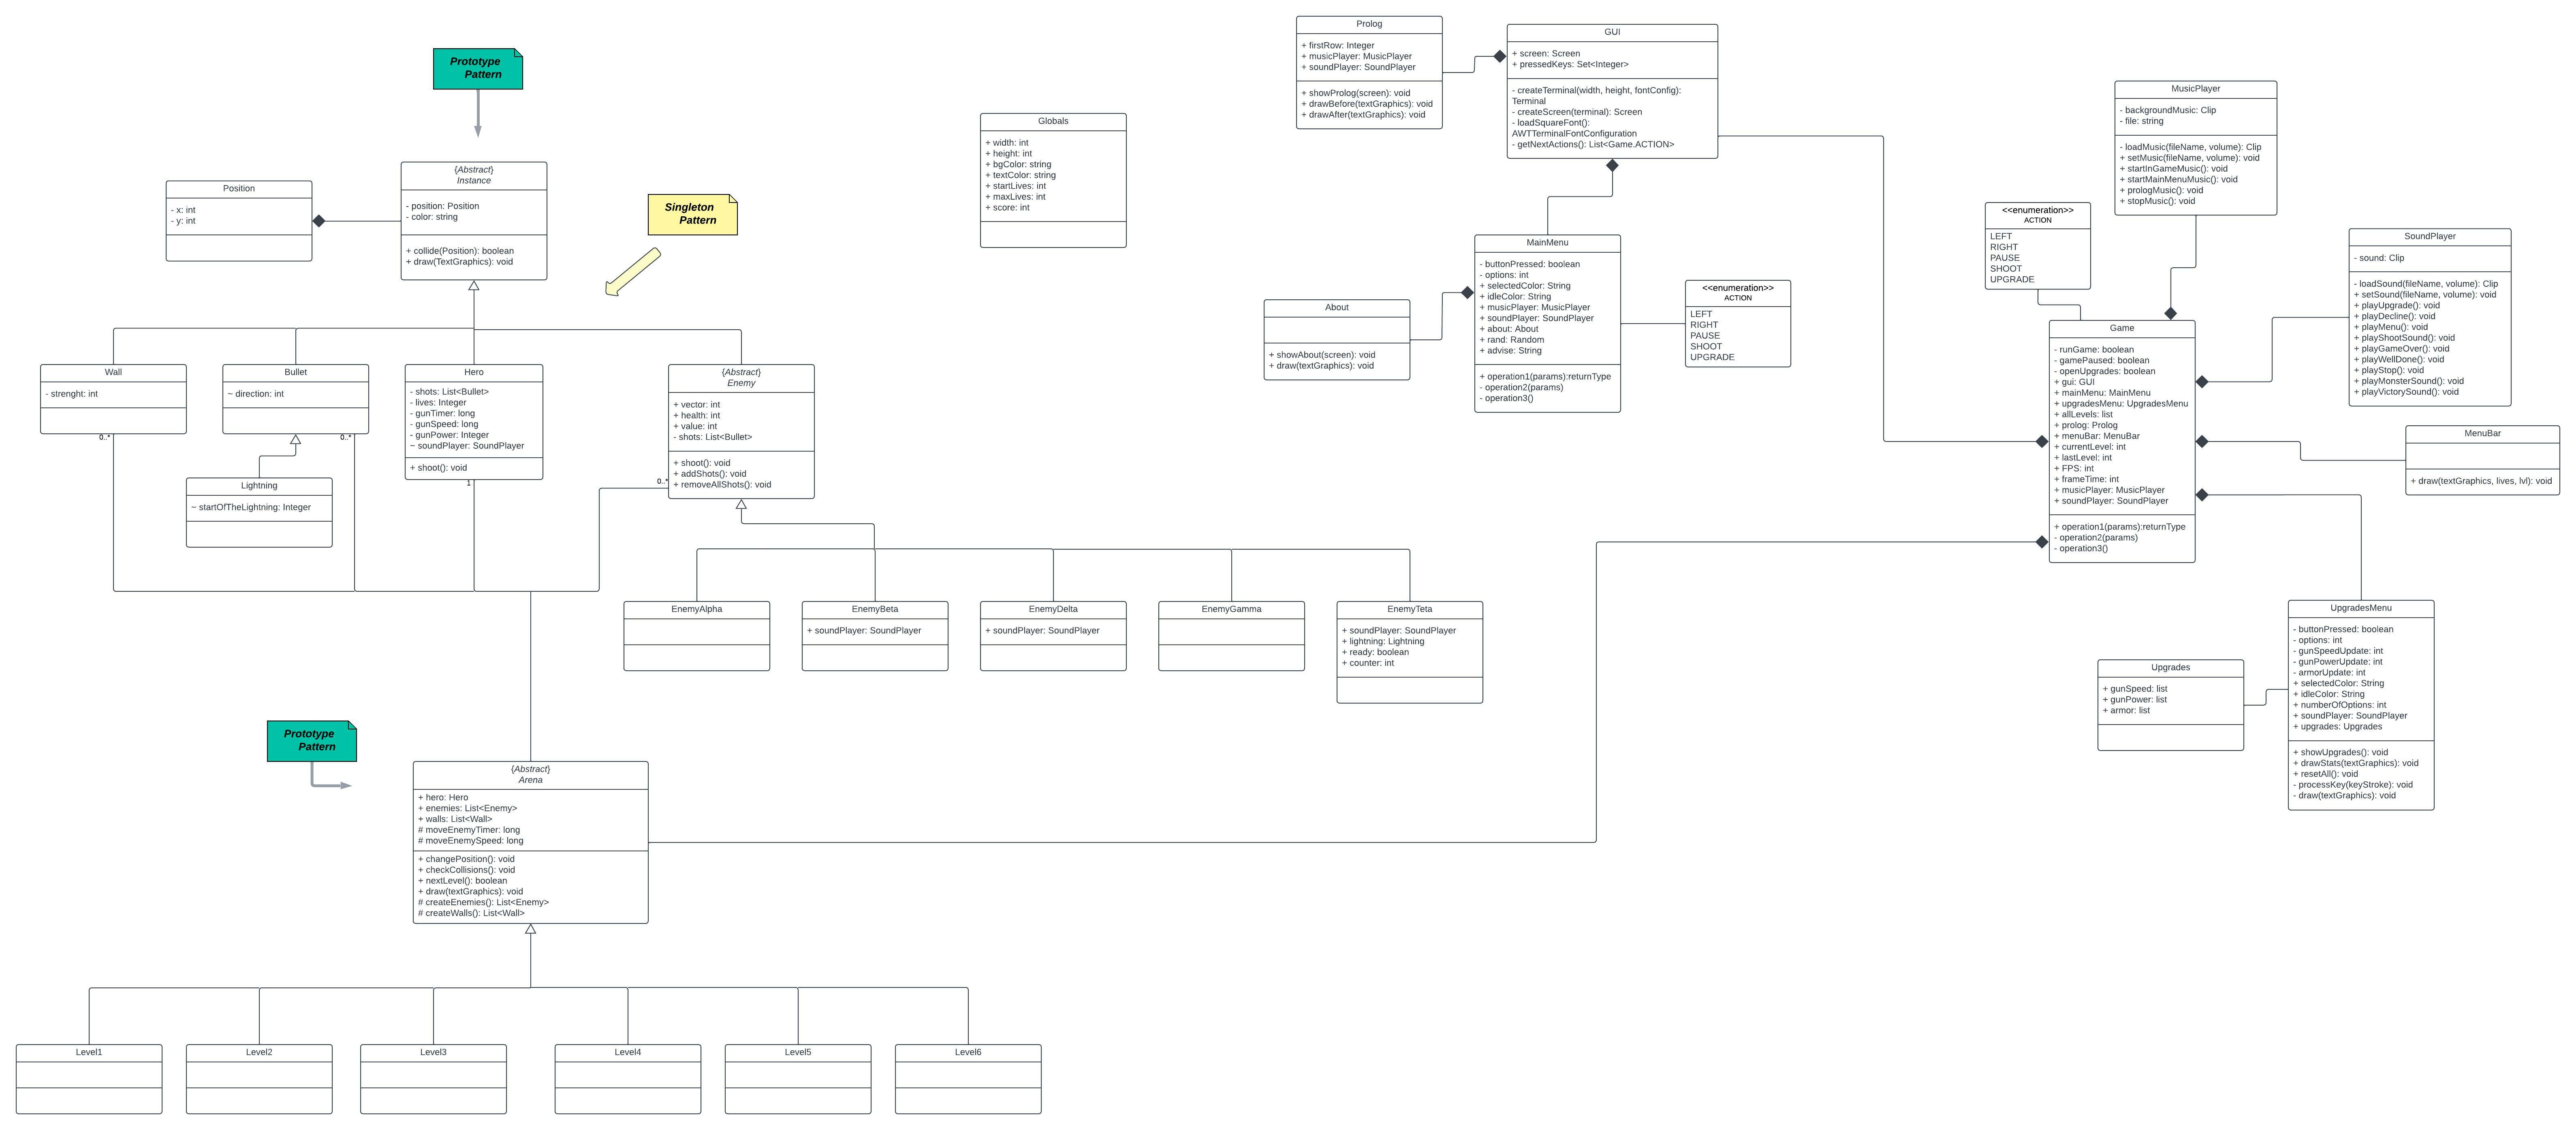 Prototype
Pattern
{Abstract}
Instance
- position: Position
- color: string
+ collide(Position): boolean
+ draw(TextGraphics): void
Position
- x: int
- y: int
Singleton
Pattern
Wall
- strenght: int
0..*
Bullet
~ direction: int
0..*
Lightning
~ startOfTheLightning: Integer
Hero
- shots: List<Bullet>
- lives: Integer
- gunTimer: long
- gunSpeed: long
- gunPower: Integer
~ soundPlayer: SoundPlayer
+ shoot(): void
1
{Abstract}
Enemy
+ vector: int
+ health: int
+ value: int
- shots: List<Bullet>
+ shoot(): void
+ addShots(): void
+ removeAllShots(): void
0..*
EnemyAlpha
EnemyBeta
+ soundPlayer: SoundPlayer
EnemyDelta
+ soundPlayer: SoundPlayer
EnemyGamma
EnemyTeta
+ soundPlayer: SoundPlayer
+ lightning: Lightning
+ ready: boolean
+ counter: int
Prototype
Pattern
{Abstract}
Arena
+ hero: Hero
+ enemies: List<Enemy>
+ walls: List<Wall>
# moveEnemyTimer: long
# moveEnemySpeed: long
+ changePosition(): void
+ checkCollisions(): void
+ nextLevel(): boolean
+ draw(textGraphics): void
# createEnemies(): List<Enemy>
# createWalls(): List<Wall>
Level1
Level2
Level3
Level4
Level5
Level6
Globals
+ width: int
+ height: int
+ bgColor: string
+ textColor: string
+ startLives: int
+ maxLives: int
+ score: int
Prolog
+ firstRow: Integer
+ musicPlayer: MusicPlayer
+ soundPlayer: SoundPlayer
+ showProlog(screen): void
+ drawBefore(textGraphics): void
+ drawAfter(textGraphics): void
GUI
+ screen: Screen
+ pressedKeys: Set<Integer>
- createTerminal(width, height, fontConfig):
Terminal
- createScreen(terminal): Screen
- loadSquareFont():
AWTTerminalFontConfiguration
- getNextActions(): List<Game.ACTION>
MainMenu
- buttonPressed: boolean
- options: int
+ selectedColor: String
+ idleColor: String
+ musicPlayer: MusicPlayer
+ soundPlayer: SoundPlayer
+ about: About
+ rand: Random
+ advise: String
+ operation1(params):returnType
- operation2(params)
- operation3()
About
+ showAbout(screen): void
+ draw(textGraphics): void
<<enumeration>>
ACTION
LEFT
RIGHT
PAUSE
SHOOT
UPGRADE
MusicPlayer
- backgroundMusic: Clip
- file: string
- loadMusic(fileName, volume): Clip
+ setMusic(fileName, volume): void
+ startInGameMusic(): void
+ startMainMenuMusic(): void
+ prologMusic(): void
+ stopMusic(): void
<<enumeration>>
ACTION
LEFT
RIGHT
PAUSE
SHOOT
UPGRADE
SoundPlayer
- sound: Clip
- loadSound(fileName, volume): Clip
+ setSound(fileName, volume): void
+ playUpgrade(): void
+ playDecline(): void
+ playMenu(): void
+ playShootSound(): void
+ playGameOver(): void
+ playWellDone(): void
+ playStop(): void
+ playMonsterSound(): void
+ playVictorySound(): void
Game
- runGame: boolean
- gamePaused: boolean
- openUpgrades: boolean
+ gui: GUI
+ mainMenu: MainMenu
+ upgradesMenu: UpgradesMenu
+ allLevels: list
+ prolog: Prolog
+ menuBar: MenuBar
+ currentLevel: int
+ lastLevel: int
+ FPS: int
+ frameTime: int
+ musicPlayer: MusicPlayer
+ soundPlayer: SoundPlayer
+ operation1(params):returnType
- operation2(params)
- operation3()
MenuBar
+ draw(textGraphics, lives, lvl): void
UpgradesMenu
- buttonPressed: boolean
- options: int
- gunSpeedUpdate: int
- gunPowerUpdate: int
- armorUpdate: int
+ selectedColor: String
+ idleColor: String
+ numberOfOptions: int
+ soundPlayer: SoundPlayer
+ upgrades: Upgrades
+ showUpgrades(): void
+ drawStats(textGraphics): void
+ resetAll(): void
- processKey(keyStroke): void
- draw(textGraphics): void
Upgrades
+ gunSpeed: list
+ gunPower: list
+ armor: list